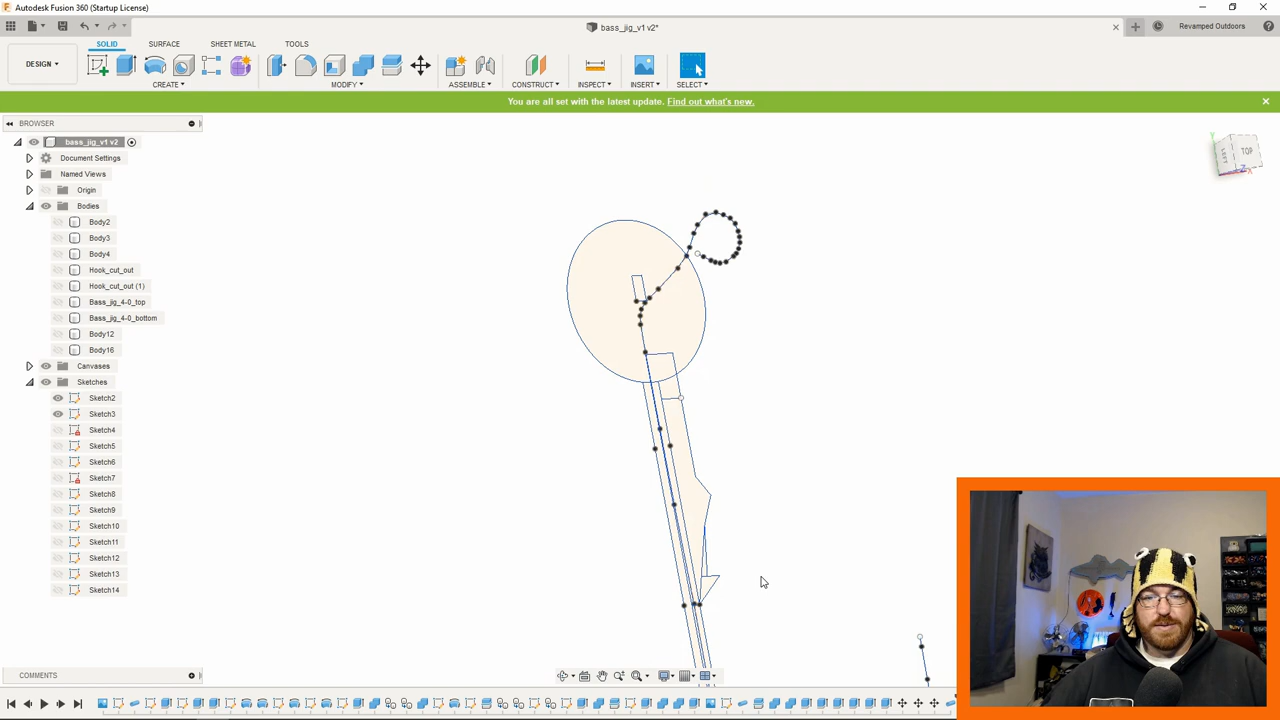 Autodesk Fusion 360 (Startup License)
bass_jig_v1 v2*
Revamped Outdoors
SOLID SURFACE SHEET METAL TOOLS
DESIGN
CREATE MODIFY ASSEMBLE CONSTRUCT INSPECT INSERT SELECT
You are all set with the latest update. Find out what's new.
BROWSER
bass_jig_v1 v2
Document Settings
Named Views
Origin
Bodies
Body2
Body3
Body4
Hook_cut_out
Hook_cut_out (1)
Bass_jig_4-0_top
Bass_jig_4-0_bottom
Body12
Body16
Canvases
Sketches
Sketch2
Sketch3
Sketch4
Sketch5
Sketch6
Sketch7
Sketch8
Sketch9
Sketch10
Sketch11
Sketch12
Sketch13
Sketch14
LEFT TOP
Y
Z X
COMMENTS